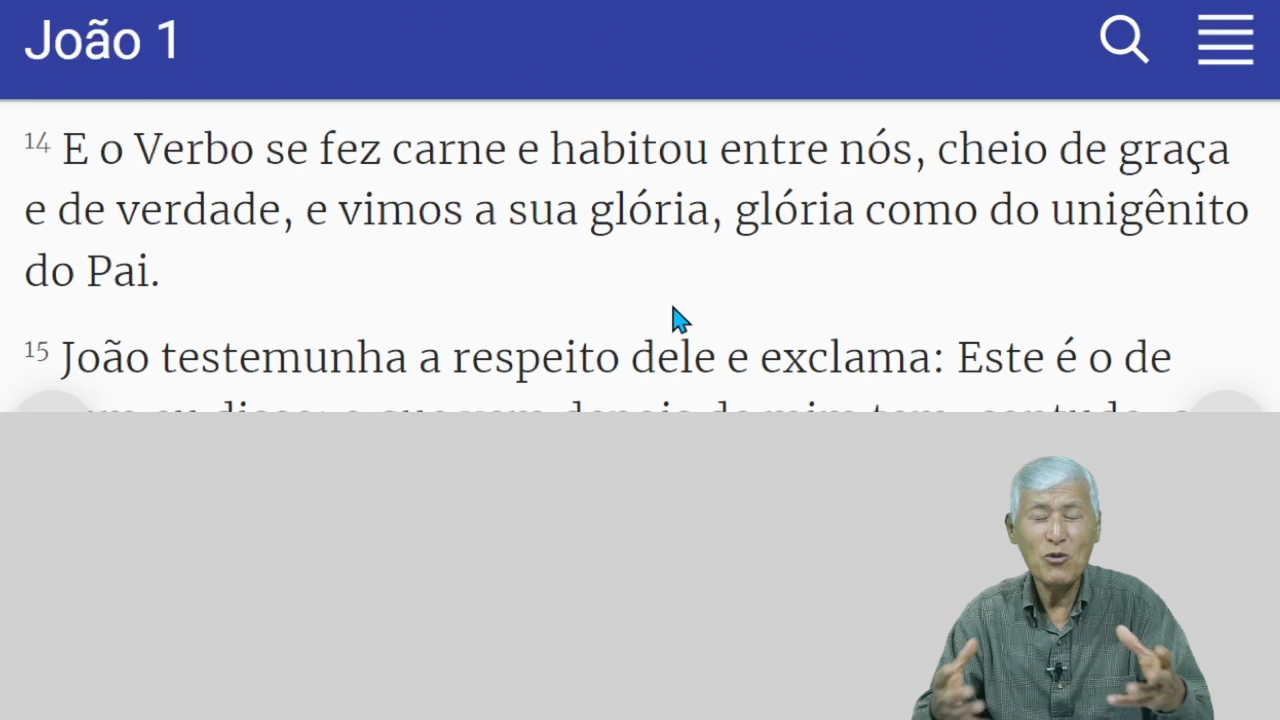 João 1
14 E o Verbo se fez carne e habitou entre nós, cheio de graça
e de verdade, e vimos a sua glória, glória como do unigênito
do Pai.
15 João testemunha a respeito dele e exclama: Este é o de